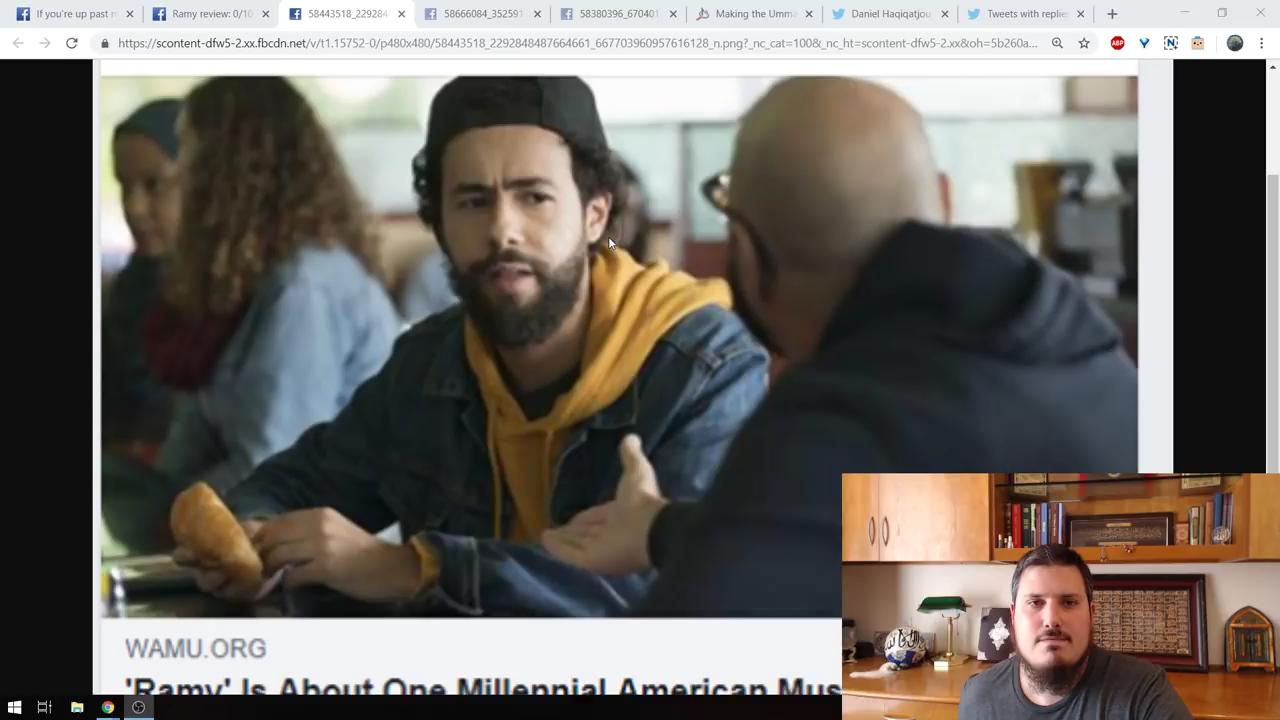 If you're up past m
Ramy review: 0/10
58443518_229284
58666084_352591
58380396_670401
Making the Umma
Daniel Haqiqatjou
Tweets with replie
https://scontent-dfw5-2.xx.fbcdn.net/v/t1.15752-0/p480x480/58443518_2292848487664661_667703960957616128_n.png?_nc_cat=100&_nc_ht=scontent-dfw5-2.xx&oh=5b260a...
ABP
WAMU.ORG
'Ramy' Is About One Millennial American Mus